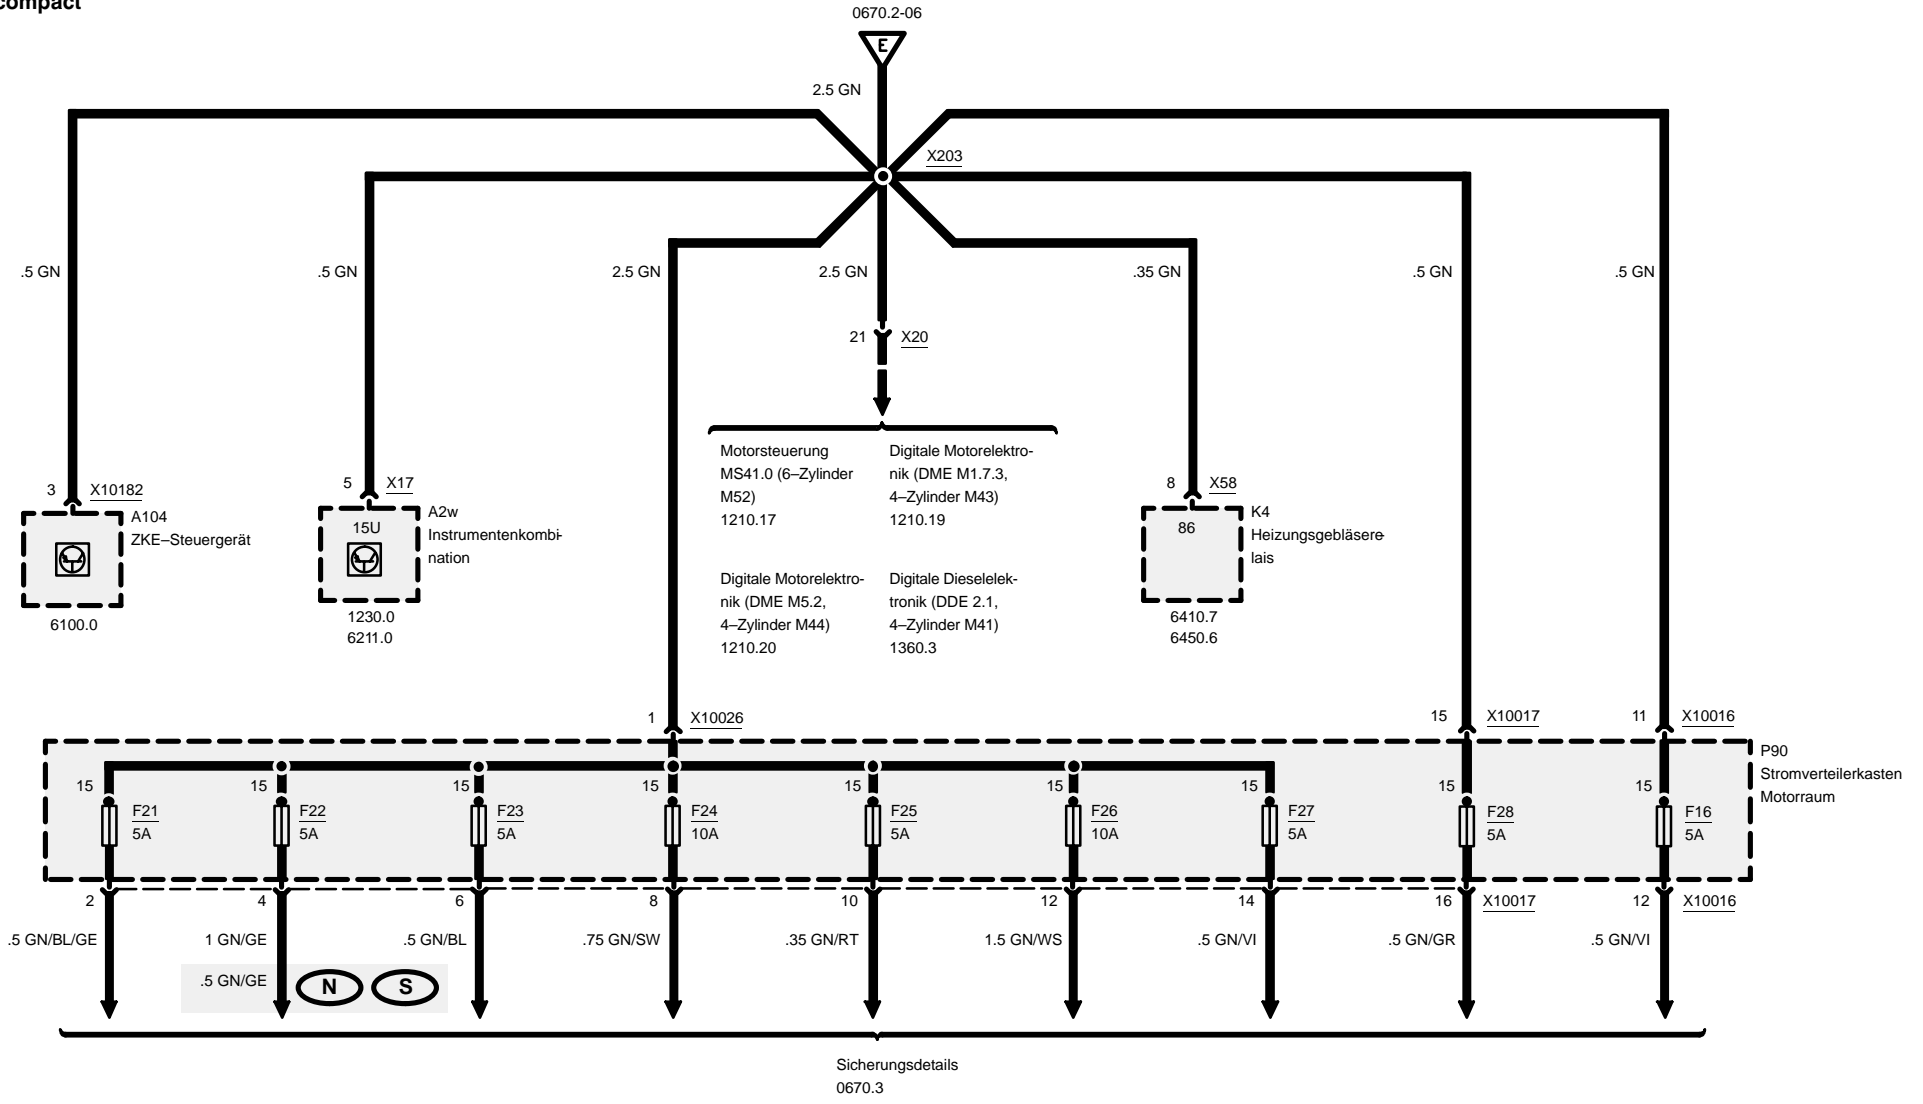 compact
0670.2-06
E
2.5 GN
X203
.5 GN
.5 GN
2.5 GN
2.5 GN
.35 GN
.5 GN
.5 GN
21 X20
Motorsteuerung
MS41.0 (6–Zylinder
M52)
1210.17
Digitale Motorelektro-
nik (DME M1.7.3,
4–Zylinder M43)
1210.19
Digitale Motorelektro-
nik (DME M5.2,
4–Zylinder M44)
1210.20
Digitale Dieselelek-
tronik (DDE 2.1,
4–Zylinder M41)
1360.3
3 X10182
A104
ZKE–Steuergerät
6100.0
5 X17
15U
A2w
Instrumentenkombi-
nation
1230.0
6211.0
8 X58
86
K4
Heizungsgebläsere-
lais
6410.7
6450.6
1 X10026
15 X10017
11 X10016
P90
Stromverteilerkasten
Motorraum
15 15 15 15 15 15 15 15 15
F21 F22 F23 F24 F25 F26 F27 F28 F16
5A 5A 5A 10A 5A 10A 5A 5A 5A
2 4 6 8 10 12 14 16 X10017 12 X10016
.5 GN/BL/GE 1 GN/GE .5 GN/BL .75 GN/SW .35 GN/RT 1.5 GN/WS .5 GN/VI .5 GN/GR .5 GN/VI
.5 GN/GE N S
Sicherungsdetails
0670.3